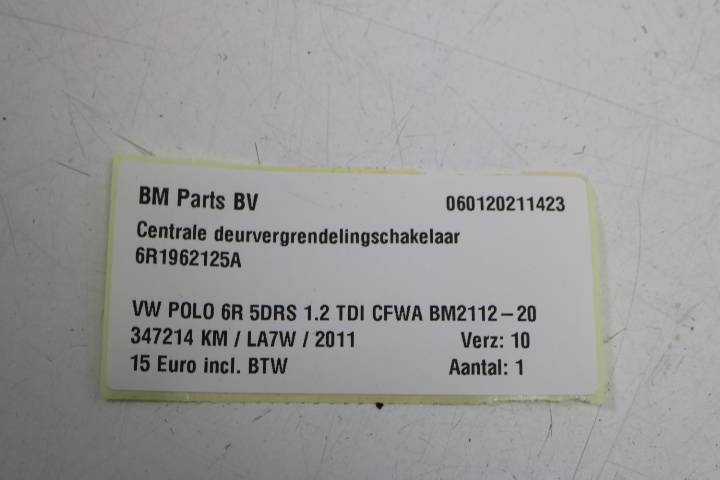 BM Parts BV 060120211423
Centrale deurvergrendelingschakelaar
6R1962125A
VW POLO 6R 5DRS 1.2 TDI CFWA BM2112-20
347214 KM / LA7W / 2011 Verz: 10
15 Euro incl. BTW Aantal: 1